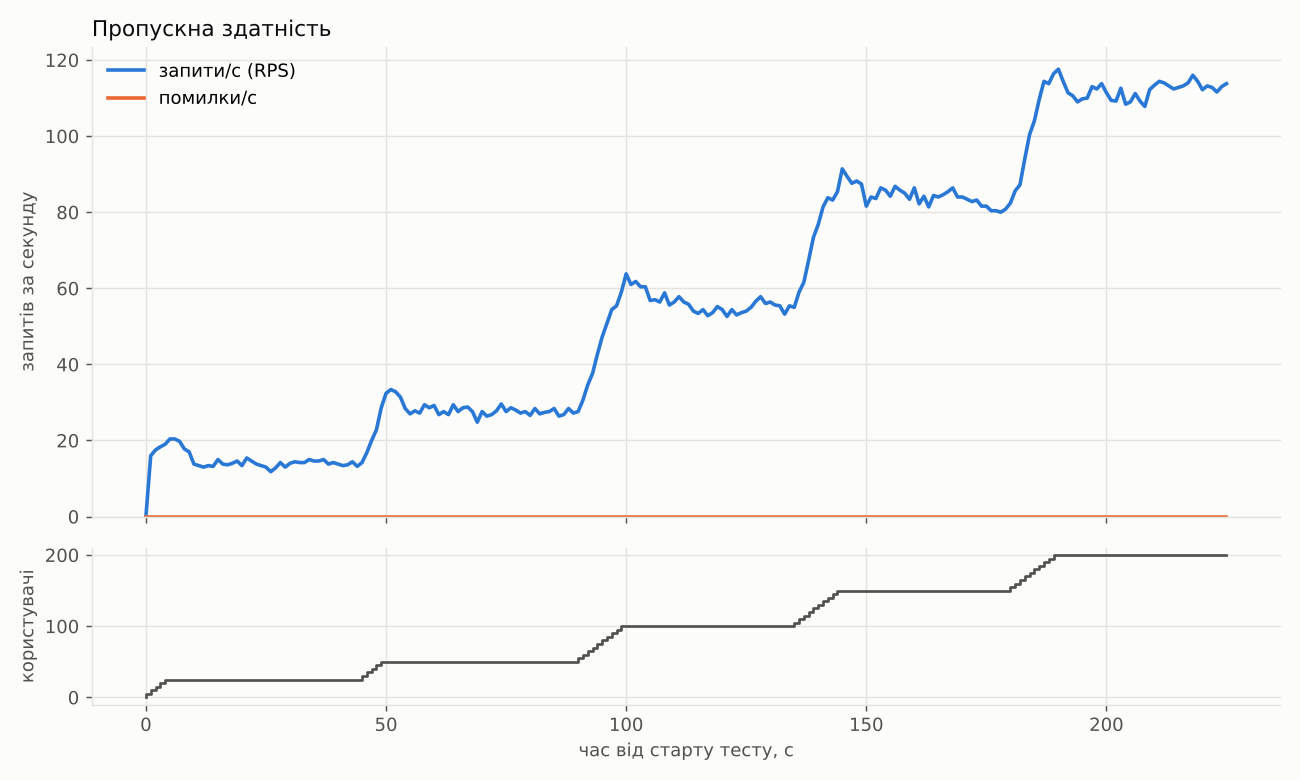 Пропускна здатність
запити/с (RPS)
помилки/с
запитів за секунду
120
100
80
60
40
20
0
користувачі
200
100
0
0 50 100 150 200
час від старту тесту, с